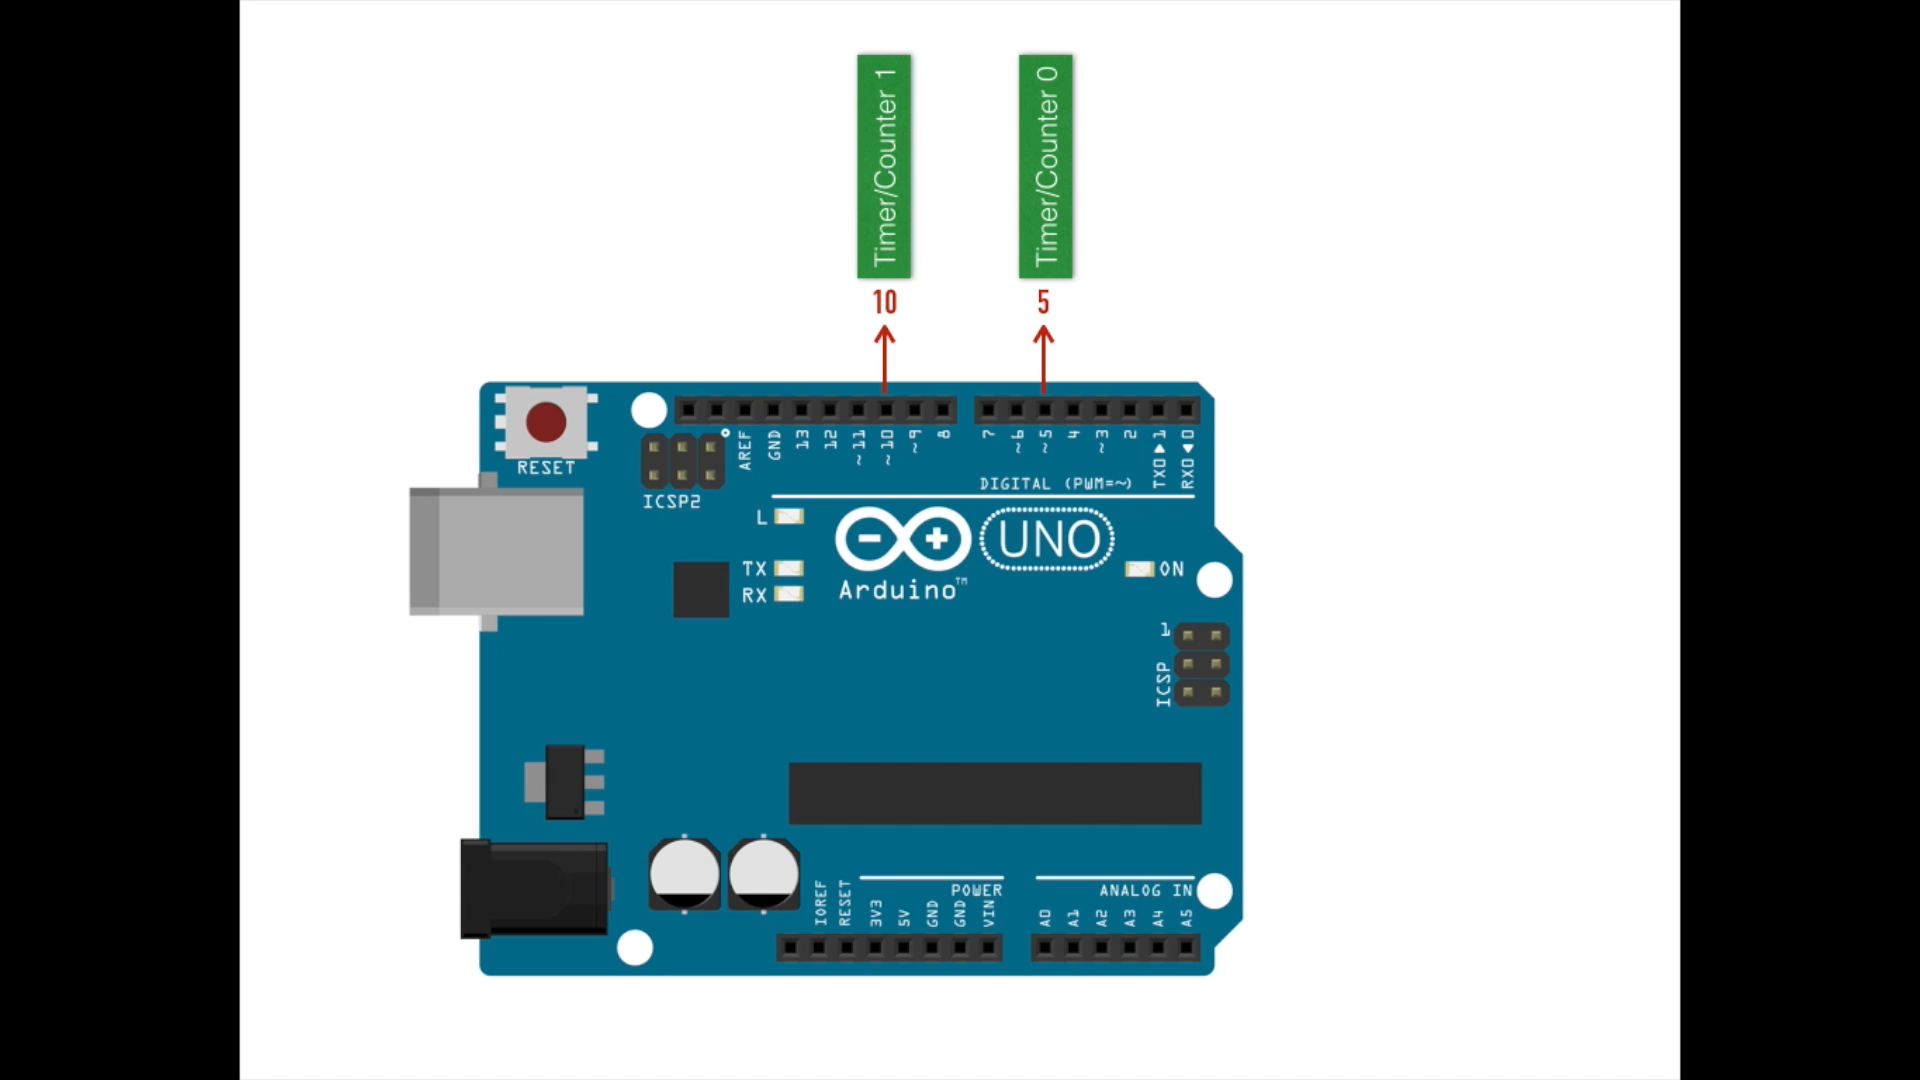 Timer/Counter 1
Timer/Counter 0
10
5
RESET
ICSP2
AREF
GND
13
12
~11
~10
~9
8
7
~6
~5
4
~3
2
TX0▶1
RX0◀0
DIGITAL (PWM=~)
L
TX
RX
UNO
Arduino™
ON
1
ICSP
IOREF
RESET
3V3
5V
GND
GND
VIN
POWER
ANALOG IN
A0
A1
A2
A3
A4
A5